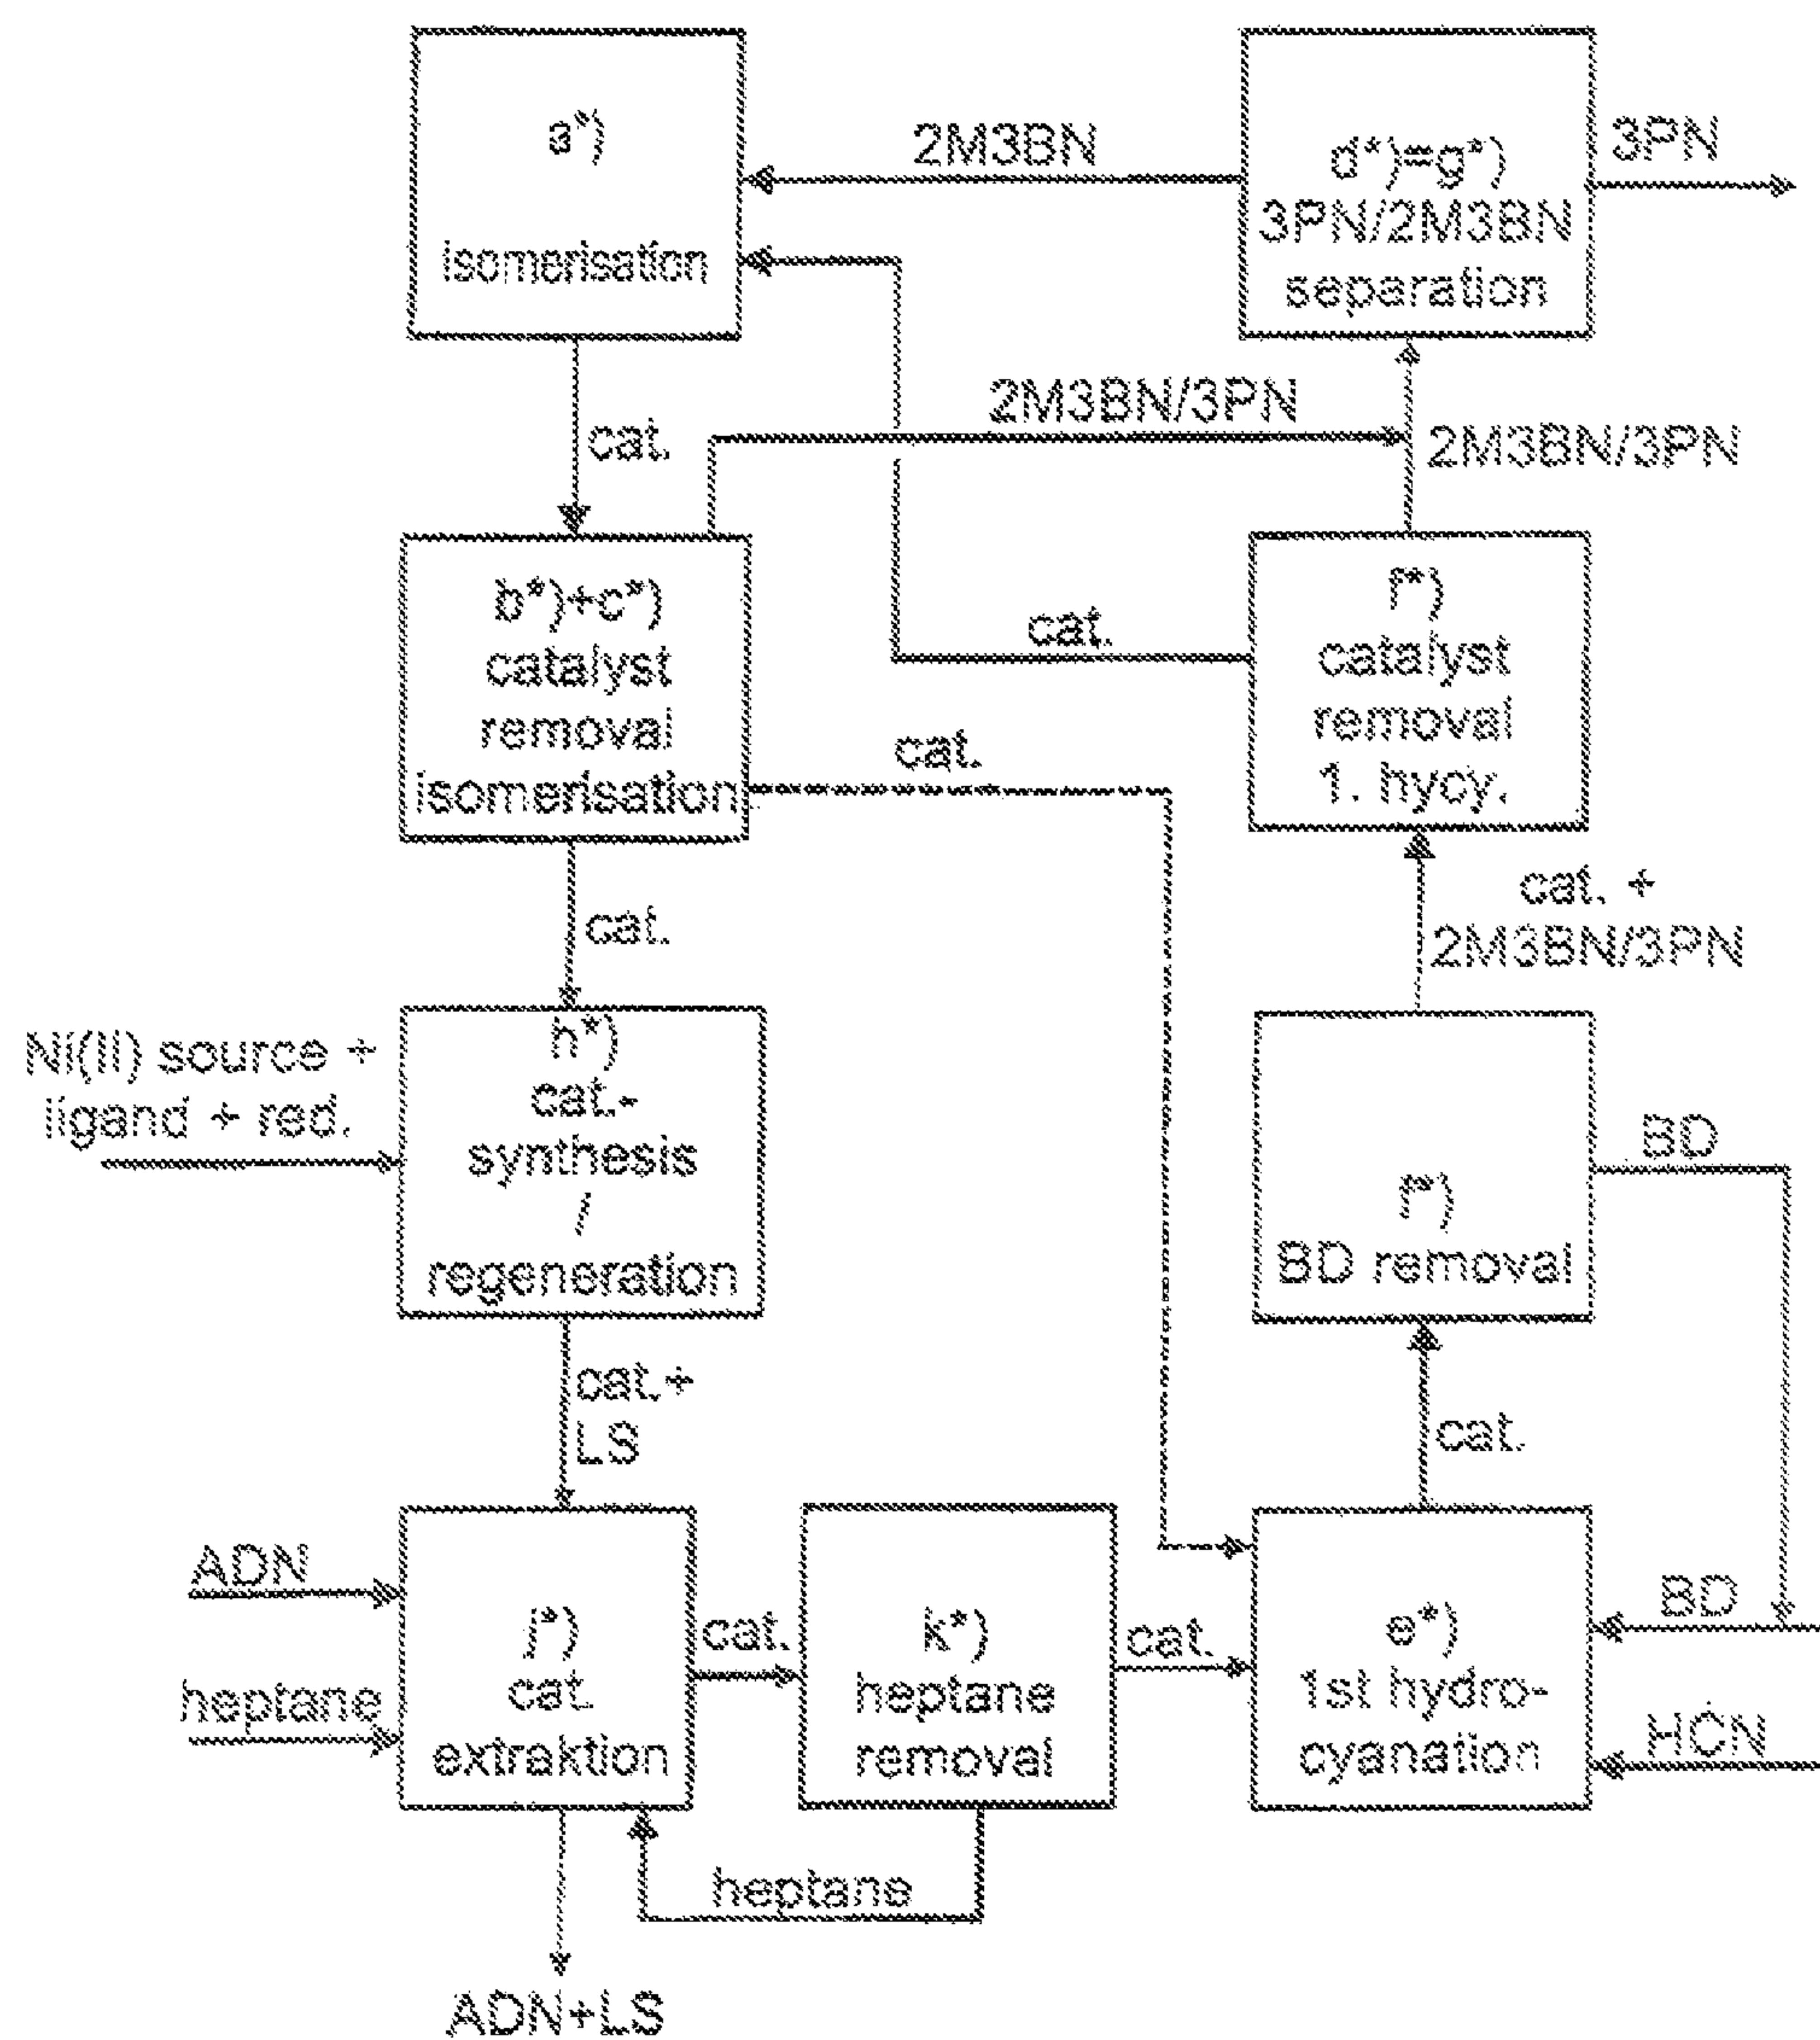 a*)
isomerisation
2M3BN
d*)=g*)
3PN/2M3BN
separation
3PN
cat.
2M3BN/3PN
2M3BN/3PN
b*)+c*)
catalyst
removal
isomerisation
cat.
f*)
catalyst
removal
1. hycy.
cat.
cat. +
2M3BN/3PN
cat.
Ni(II) source +
ligand + red.
h*)
cat.-
synthesis
/
regeneration
f*)
BD removal
BD
cat.+
LS
cat.
ADN
heptane
j*)
cat.
extraktion
cat.
k*)
heptane
removal
cat.
e*)
1st hydro-
cyanation
BD
HCN
heptane
ADN+LS